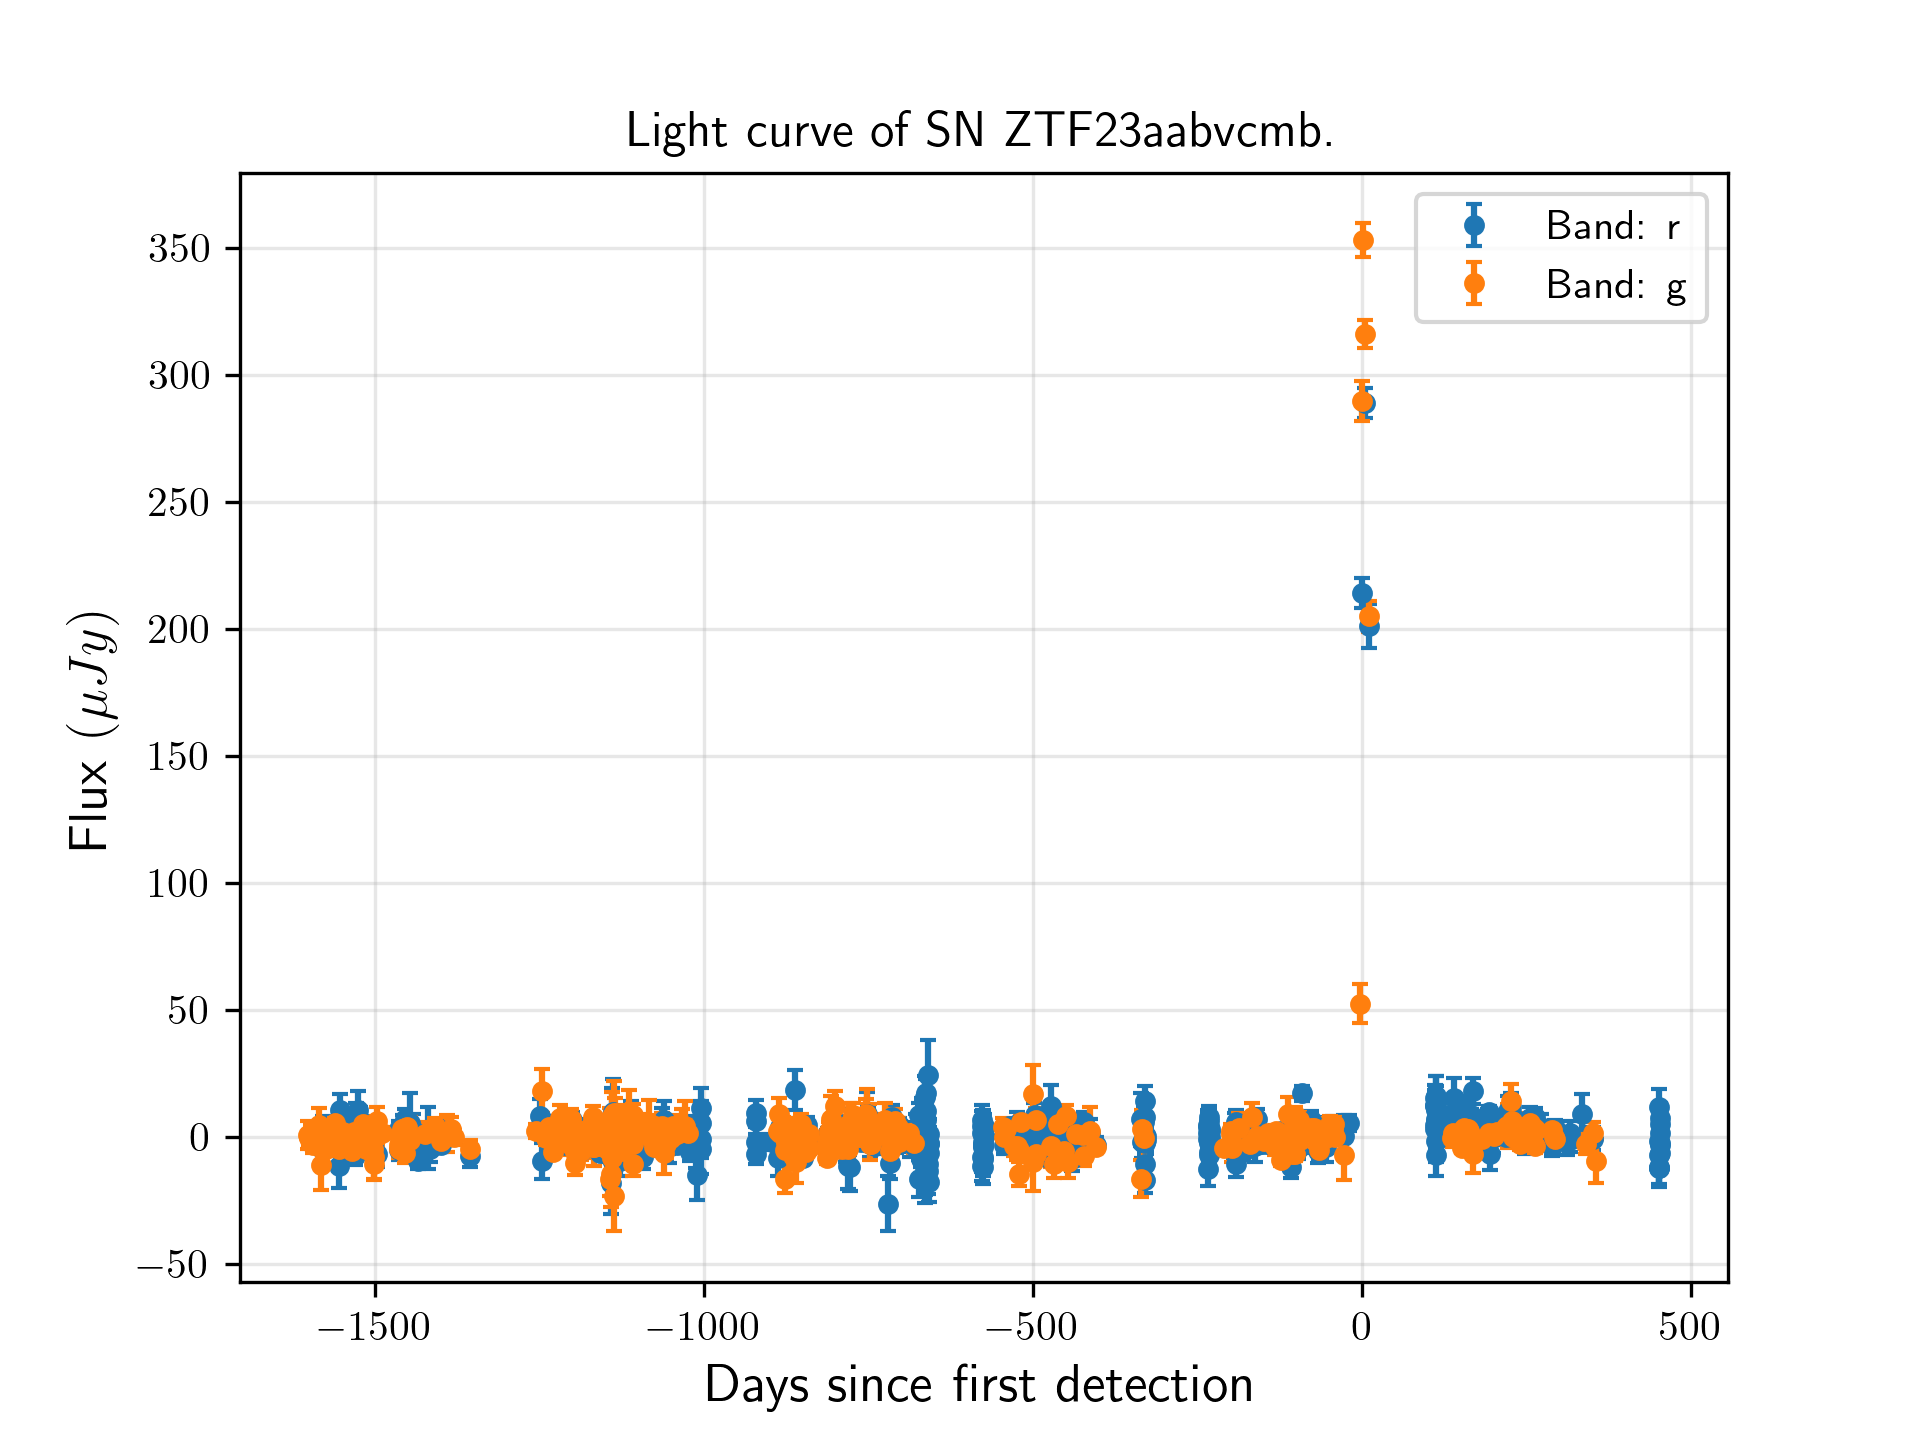 Light curve of SN ZTF23aabvcmb.
Band: r
Band: g
350
300
250
200
150
100
50
0
−50
Flux (μJy)
−1500
−1000
−500
0
500
Days since first detection